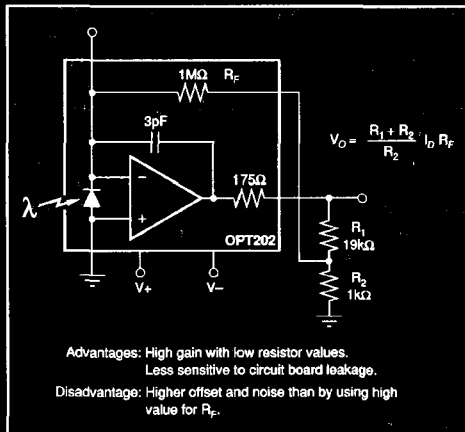 1MΩ R_F
3pF
V_O = (R_1 + R_2) / R_2 I_D R_F
175Ω
λ
−
+
OPT202
R_1
19kΩ
R_2
1kΩ
V+
V−
Advantages: High gain with low resistor values.
Less sensitive to circuit board leakage.
Disadvantage: Higher offset and noise than by using high
value for R_F.